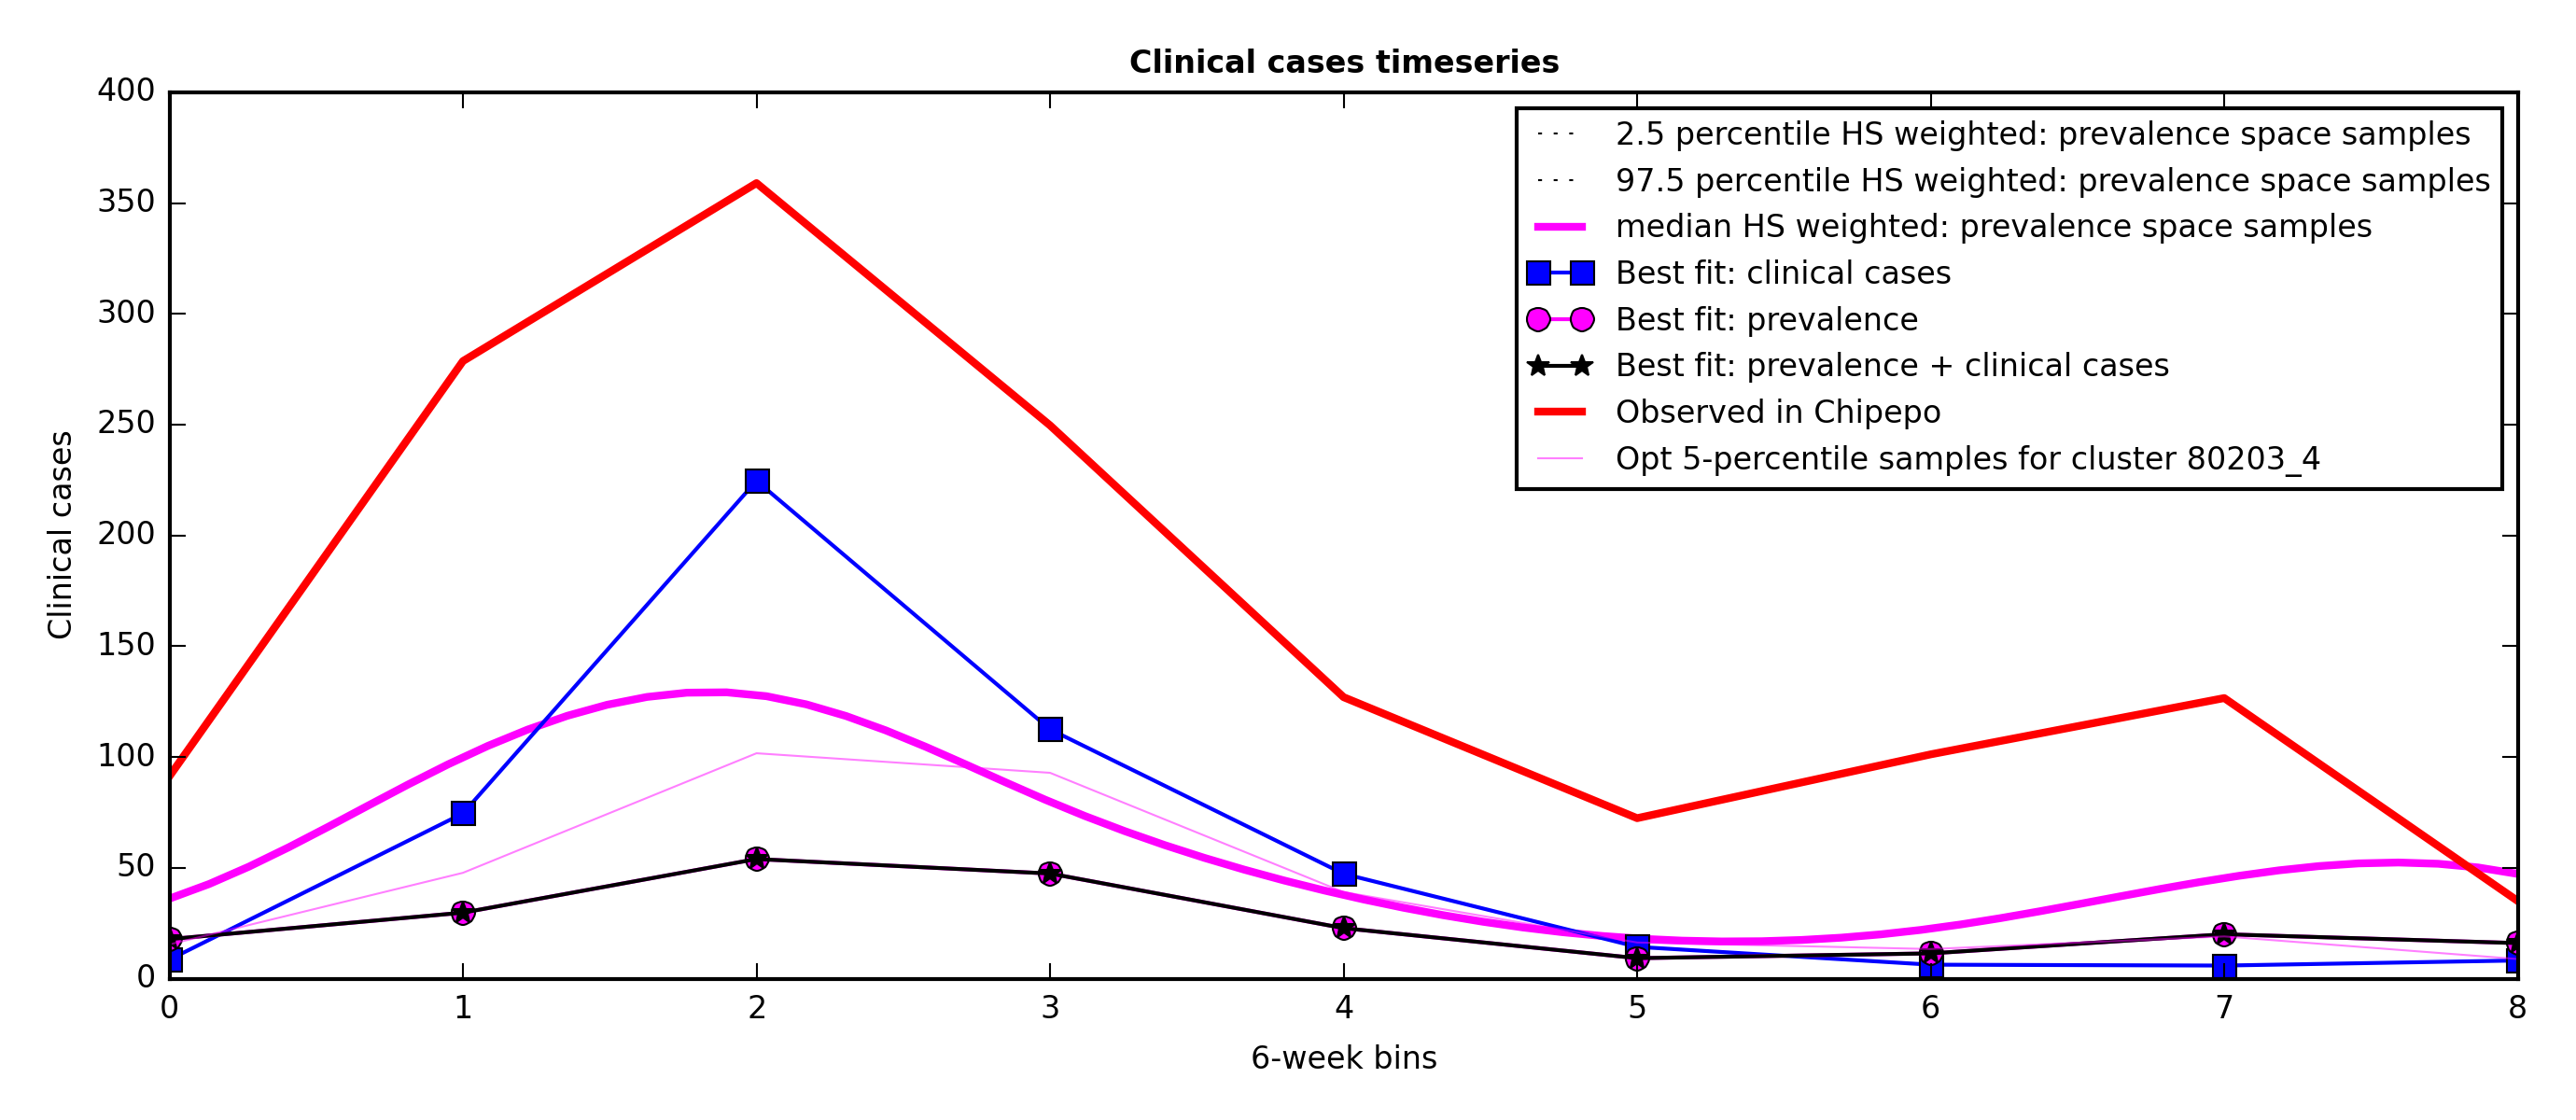 Clinical cases timeseries
400
350
300
250
200
150
100
50
0
Clinical cases
2.5 percentile HS weighted: prevalence space samples
97.5 percentile HS weighted: prevalence space samples
median HS weighted: prevalence space samples
Best fit: clinical cases
Best fit: prevalence
Best fit: prevalence + clinical cases
Observed in Chipepo
Opt 5-percentile samples for cluster 80203_4
0 1 2 3 4 5 6 7 8
6-week bins